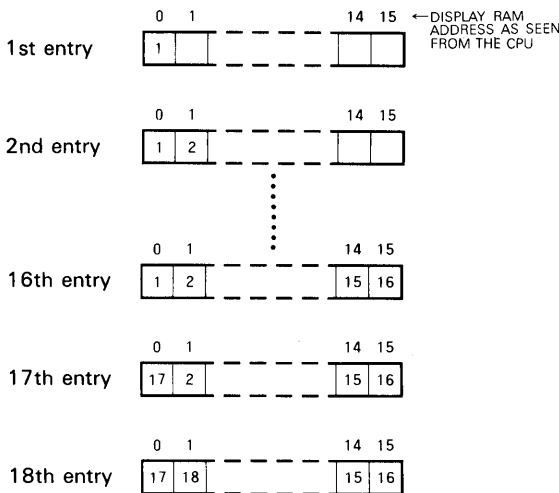 0 1 14 15 ←DISPLAY RAM
ADDRESS AS SEEN
FROM THE CPU
1st entry 1
0 1 14 15
2nd entry 1 2
0 1 14 15
16th entry 1 2 15 16
0 1 14 15
17th entry 17 2 15 16
0 1 14 15
18th entry 17 18 15 16